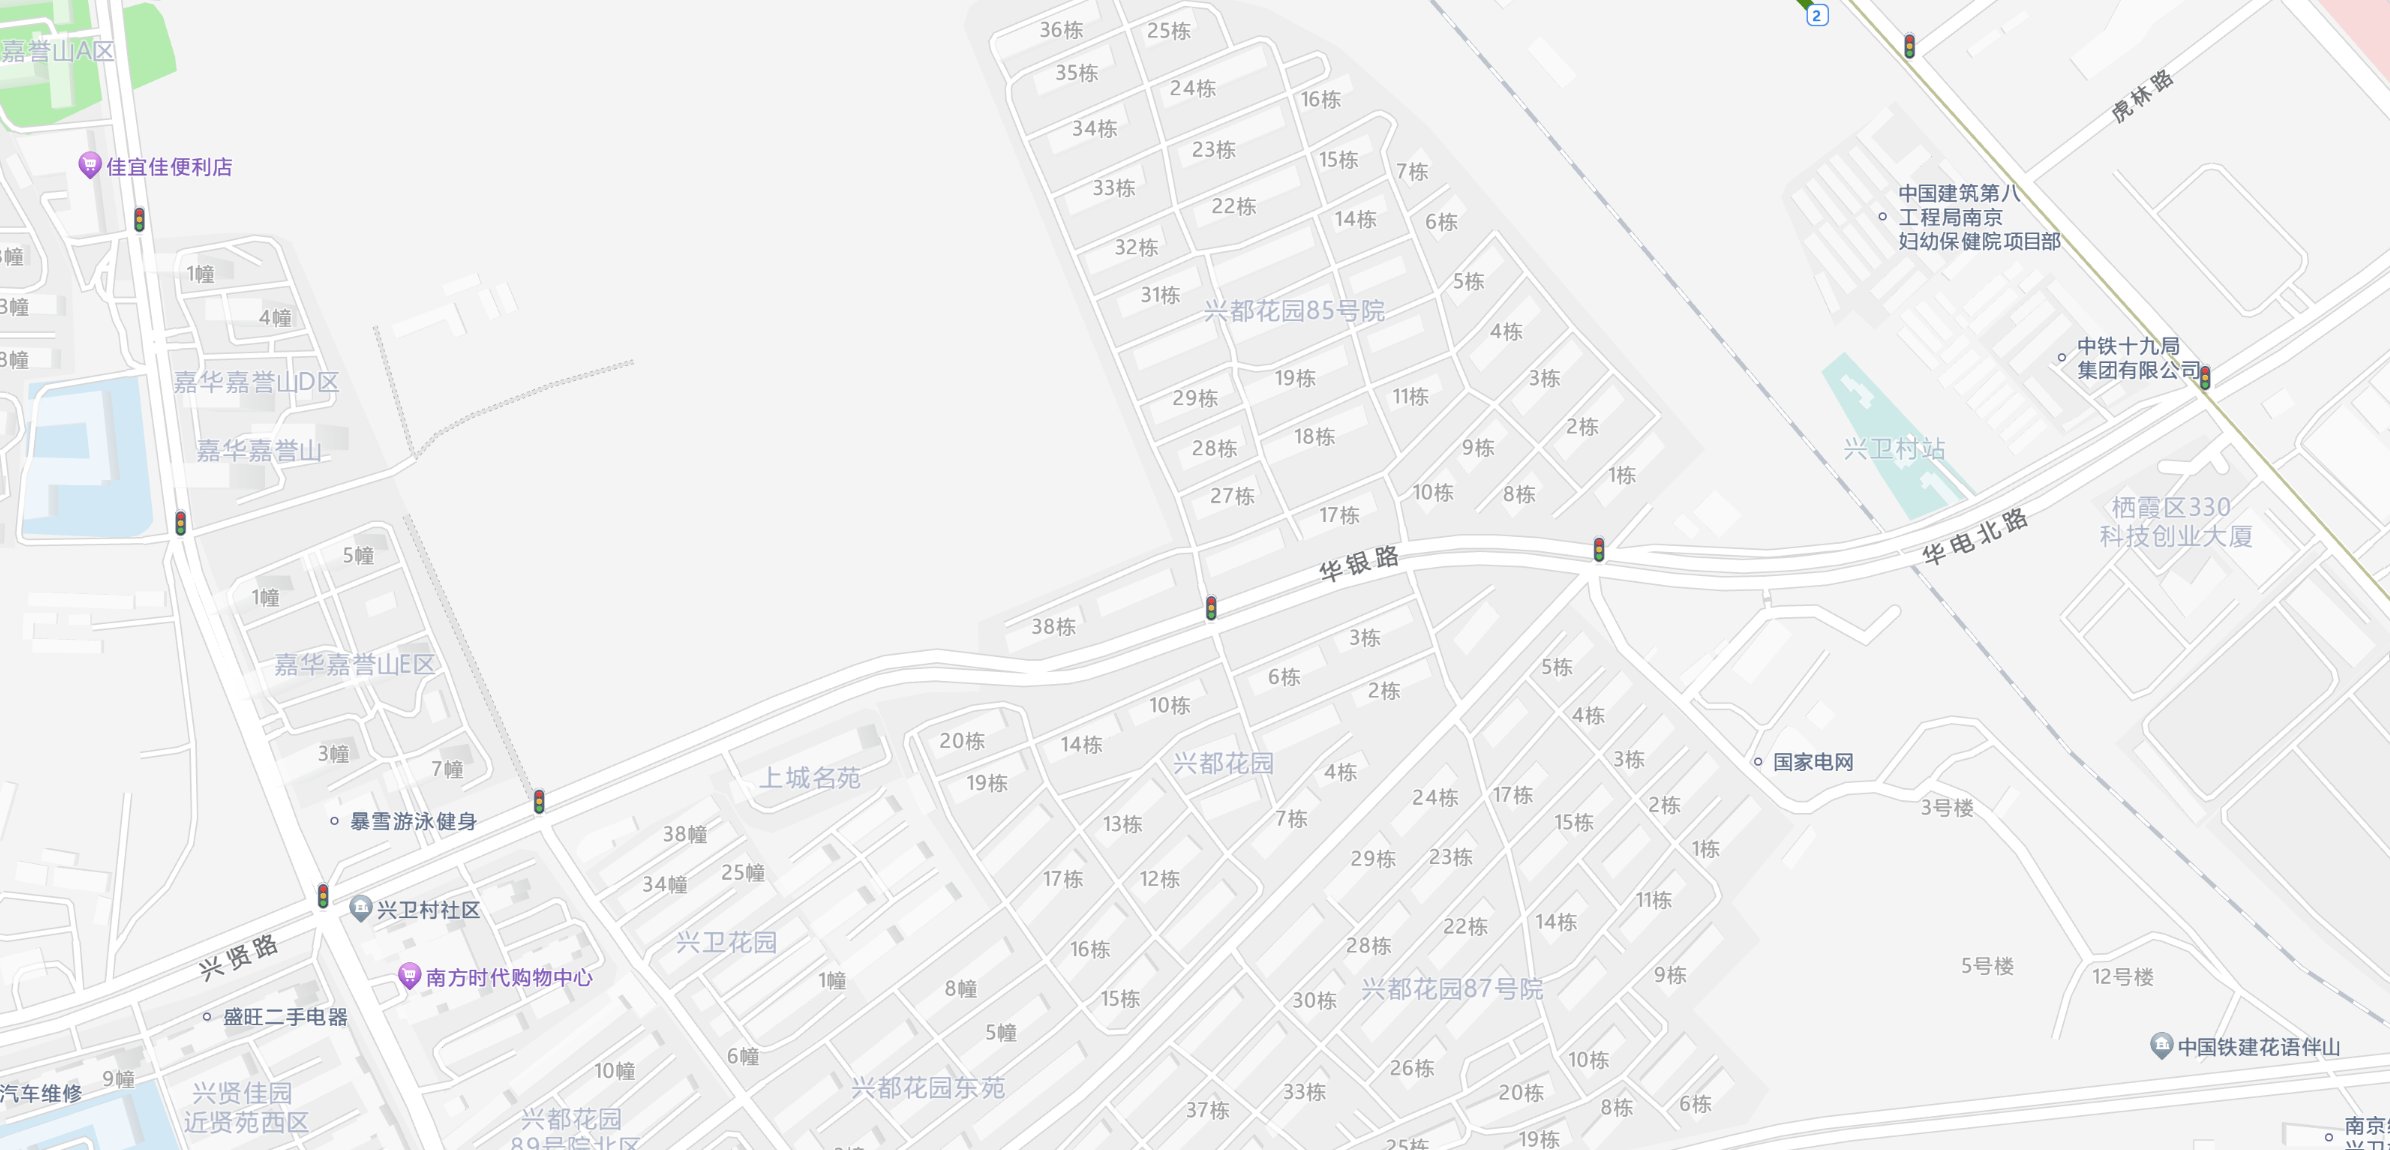 36栋
25栋
2
嘉誉山A区
35栋
24栋
16栋
虎林路
34栋
23栋
15栋
佳宜佳便利店
7栋
33栋
22栋
14栋
6栋
中国建筑第八
工程局南京
妇幼保健院项目部
32栋
1幢
5栋
31栋
3幢
4幢
兴都花园85号院
4栋
中铁十九局
集团有限公司
8幢
嘉华嘉誉山D区
19栋
3栋
29栋
11栋
2栋
嘉华嘉誉山
28栋
18栋
9栋
兴卫村站
1栋
27栋
10栋
8栋
17栋
栖霞区330
科技创业大厦
华电北路
5幢
华银路
1幢
38栋
3栋
嘉华嘉誉山E区
6栋
2栋
5栋
10栋
4栋
20栋
14栋
3幢
7幢
上城名苑
19栋
兴都花园
4栋
3栋
国家电网
24栋
17栋
2栋
3号楼
暴雪游泳健身
38幢
13栋
7栋
15栋
1栋
25幢
34幢
17栋
12栋
29栋
23栋
兴卫村社区
11栋
兴卫花园
16栋
28栋
22栋
14栋
兴贤路
南方时代购物中心
1幢
8幢
15栋
30栋
兴都花园87号院
9栋
5号楼
12号楼
盛旺二手电器
5幢
6幢
10幢
26栋
10栋
中国铁建花语伴山
汽车维修
9幢
兴贤佳园
近贤苑西区
兴都花园东苑
33栋
20栋
37栋
8栋
6栋
兴都花园
89号院北区
25栋
19栋
南京